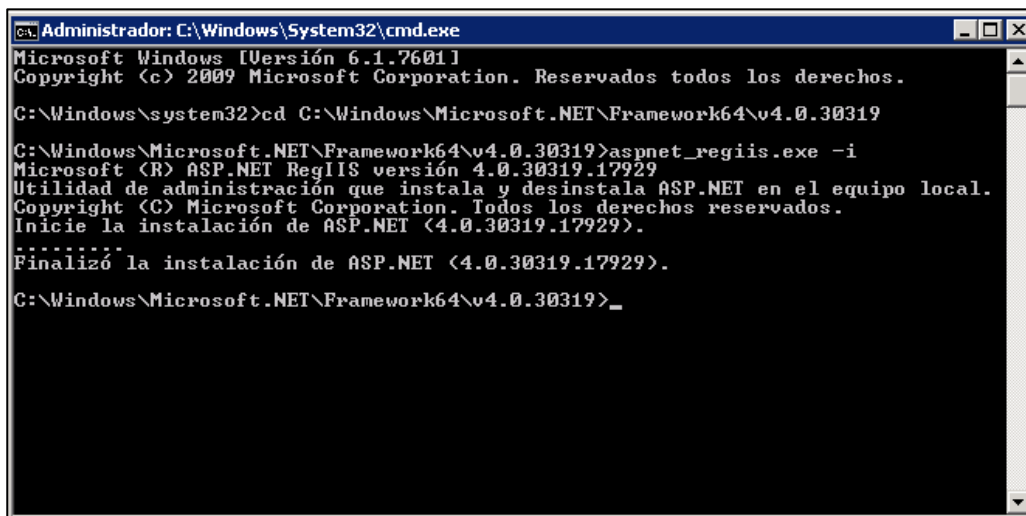 Administrador: C:\Windows\System32\cmd.exe
Microsoft Windows [Versión 6.1.7601]
Copyright (c) 2009 Microsoft Corporation. Reservados todos los derechos.
C:\Windows\system32>cd C:\Windows\Microsoft.NET\Framework64\v4.0.30319
C:\Windows\Microsoft.NET\Framework64\v4.0.30319>aspnet_regiis.exe -i
Microsoft (R) ASP.NET RegIIS versión 4.0.30319.17929
Utilidad de administración que instala y desinstala ASP.NET en el equipo local.
Copyright (C) Microsoft Corporation. Todos los derechos reservados.
Inicie la instalación de ASP.NET (4.0.30319.17929).
.........
Finalizó la instalación de ASP.NET (4.0.30319.17929).
C:\Windows\Microsoft.NET\Framework64\v4.0.30319>_